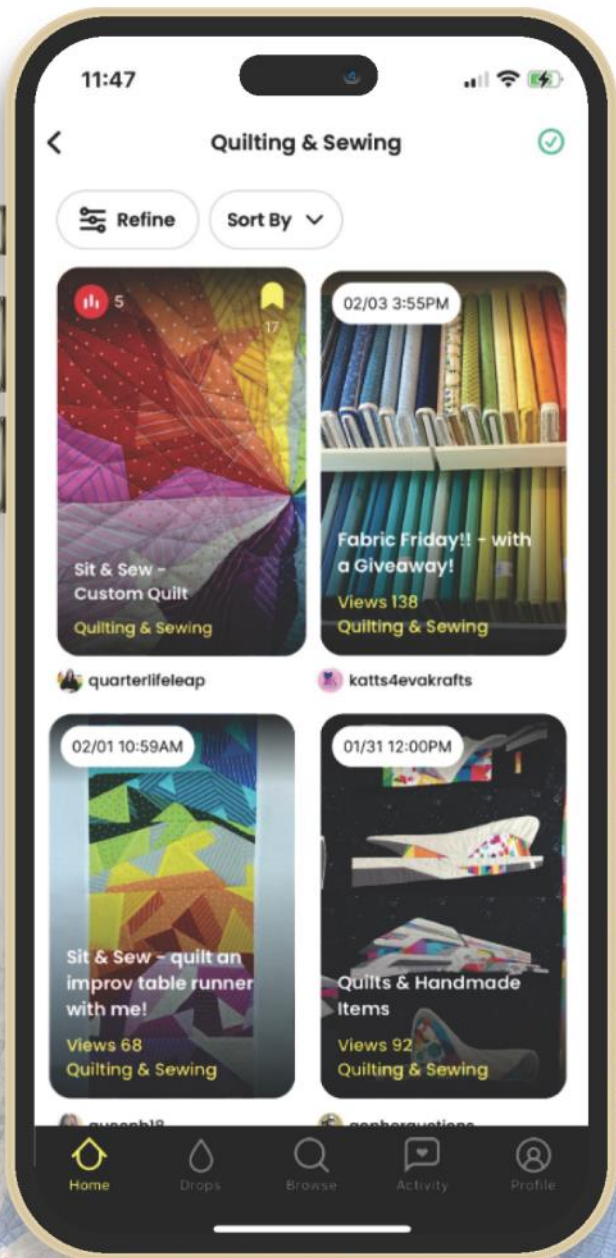 11:47
Quilting & Sewing
Refine
Sort By
5
17
Sit & Sew -
Custom Quilt
Quilting & Sewing
quarterlifeleap
02/03 3:55PM
Fabric Friday!! - with
a Giveaway!
Views 138
Quilting & Sewing
katts4evakrafts
02/01 10:59AM
Sit & Sew - quilt an
improv table runner
with me!
Views 68
Quilting & Sewing
01/31 12:00PM
Quilts & Handmade
Items
Views 92
Quilting & Sewing
Home
Drops
Browse
Activity
Profile